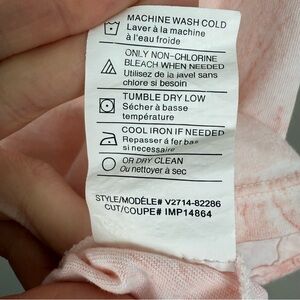 MACHINE WASH COLD
Laver à la machine
à l'eau froide
ONLY NON-CHLORINE
BLEACH WHEN NEEDED
Utilisez de la javel sans
chlore si besoin
TUMBLE DRY LOW
Sécher à basse
température
COOL IRON IF NEEDED
Repasser á fer bas
si necessaire
OR DRY CLEAN
Ou nettoyer à sec
STYLE/MODÈLE# V2714-82286
CUT/COUPE# IMP14864